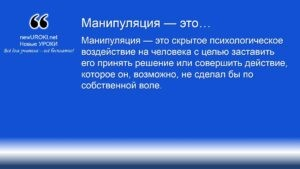 Манипуляция — это…
newUROKI.net
Новые УРОКИ
Всё для учителя – всё бесплатно!
Манипуляция — это скрытое психологическое
воздействие на человека с целью заставить
его принять решение или совершить действие,
которое он, возможно, не сделал бы по
собственной воле.